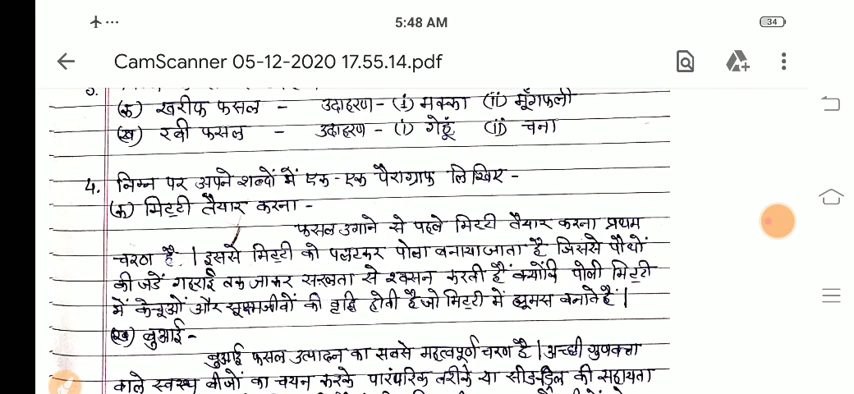 5:48 AM
34
CamScanner 05-12-2020 17.55.14.pdf
(क) खरीफ फसल - उदाहरण - (i) मक्का (ii) मूँगफली
(ख) रबी फसल - उदाहरण - (i) गेहूं (ii) चना
4. निम्न पर अपने शब्दों में एक-एक पैराग्राफ लिखिए -
(क) मिट्टी तैयार करना -
फसल उगाने से पहले मिट्टी तैयार करना प्रथम
चरण है। इससे मिट्टी को पलटकर पोला बनाया जाता है जिससे पौधों
की जड़ें गहराई तक जाकर सरलता से श्वसन करती हैं क्योंकि पोली मिट्टी
में केंचुओं और सूक्ष्मजीवों की वृद्धि होती है जो मिट्टी में ह्यूमस बनाते हैं।
(ख) बुआई -
बुआई फसल उत्पादन का सबसे महत्वपूर्ण चरण है। अच्छी गुणवत्ता
वाले स्वस्थ बीजों का चयन करके पारंपरिक तरीके या सीडड्रिल की सहायता